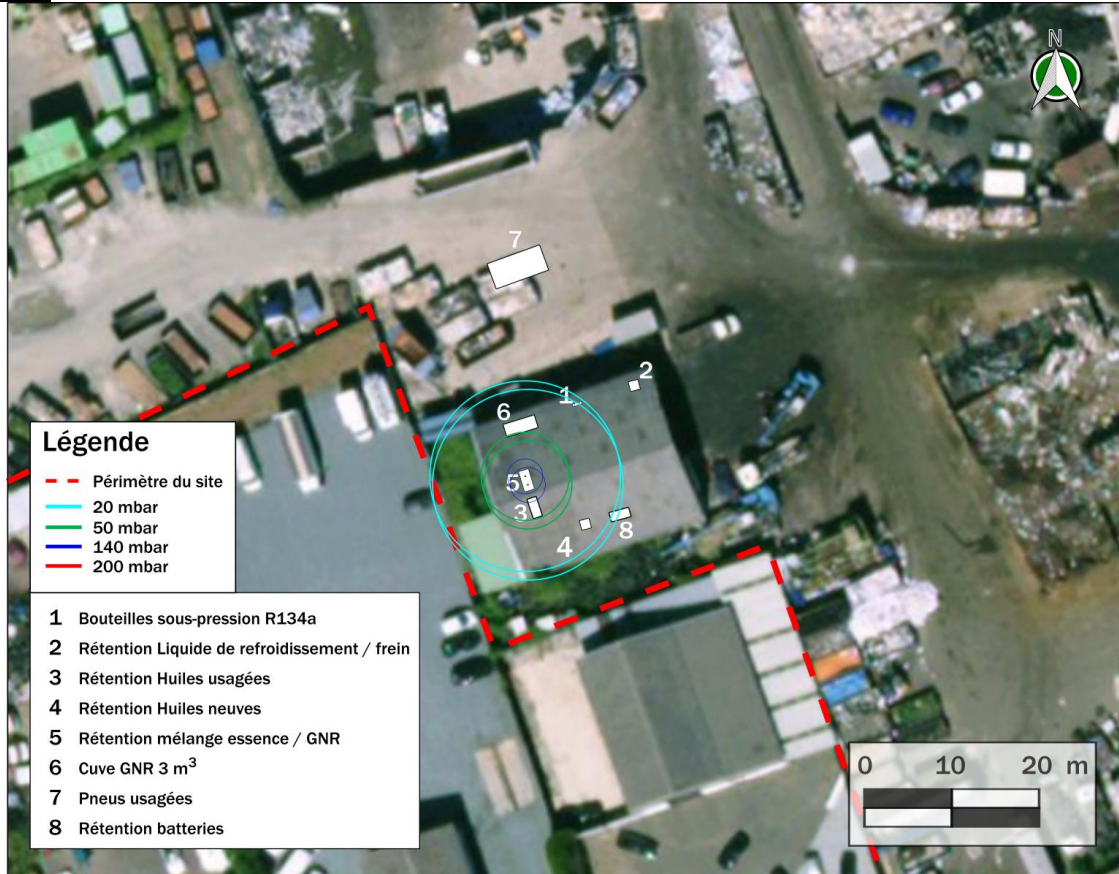 N
7
2
1
6
5
3
4
8
Légende
Périmètre du site
20 mbar
50 mbar
140 mbar
200 mbar
1 Bouteilles sous-pression R134a
2 Rétention Liquide de refroidissement / frein
3 Rétention Huiles usagées
4 Rétention Huiles neuves
5 Rétention mélange essence / GNR
6 Cuve GNR 3 m³
7 Pneus usagées
8 Rétention batteries
0 10 20 m